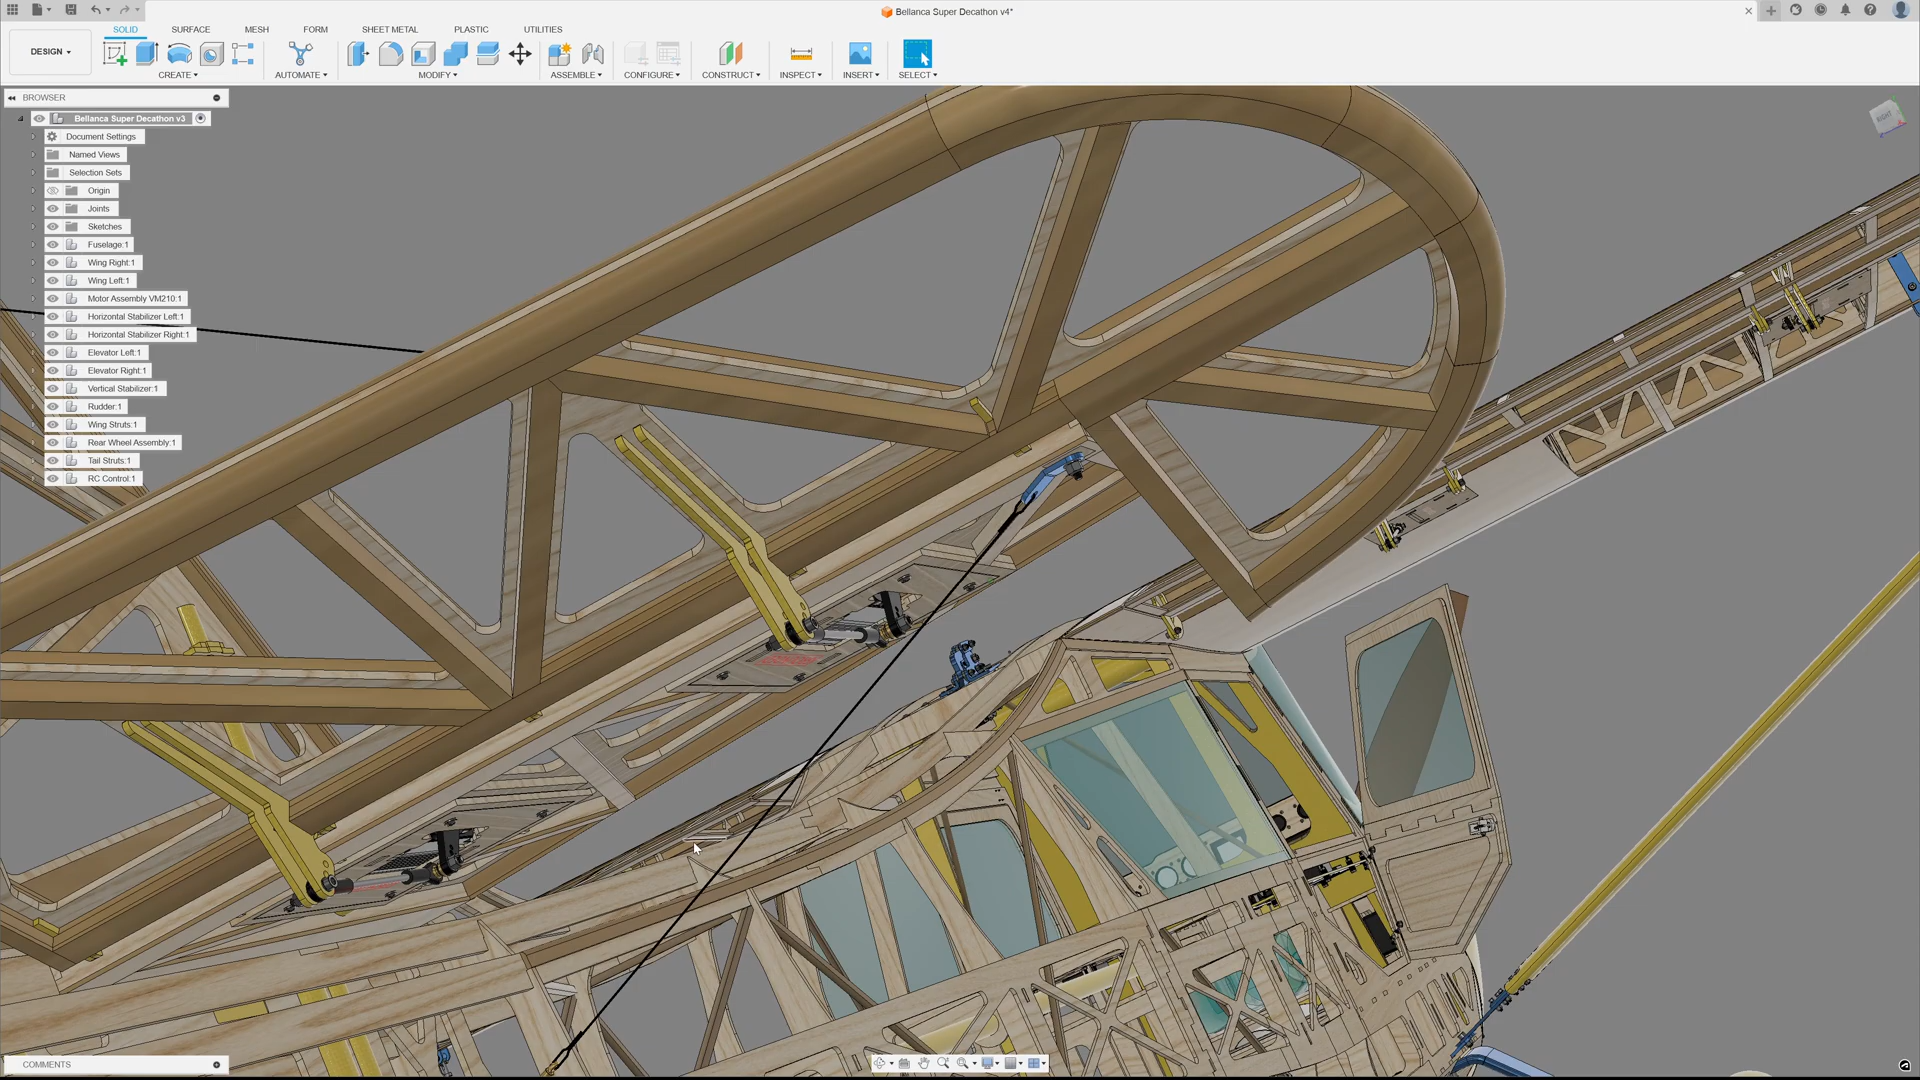 Bellanca Super Decathon v4*
DESIGN
SOLID
SURFACE
MESH
FORM
SHEET METAL
PLASTIC
UTILITIES
CREATE
AUTOMATE
MODIFY
ASSEMBLE
CONFIGURE
CONSTRUCT
INSPECT
INSERT
SELECT
BROWSER
Bellanca Super Decathon v3
Document Settings
Named Views
Selection Sets
Origin
Joints
Sketches
Fuselage:1
Wing Right:1
Wing Left:1
Motor Assembly VM210:1
Horizontal Stabilizer Left:1
Horizontal Stabilizer Right:1
Elevator Left:1
Elevator Right:1
Vertical Stabilizer:1
Rudder:1
Wing Struts:1
Rear Wheel Assembly:1
Tail Struts:1
RC Control:1
RIGHT
COMMENTS